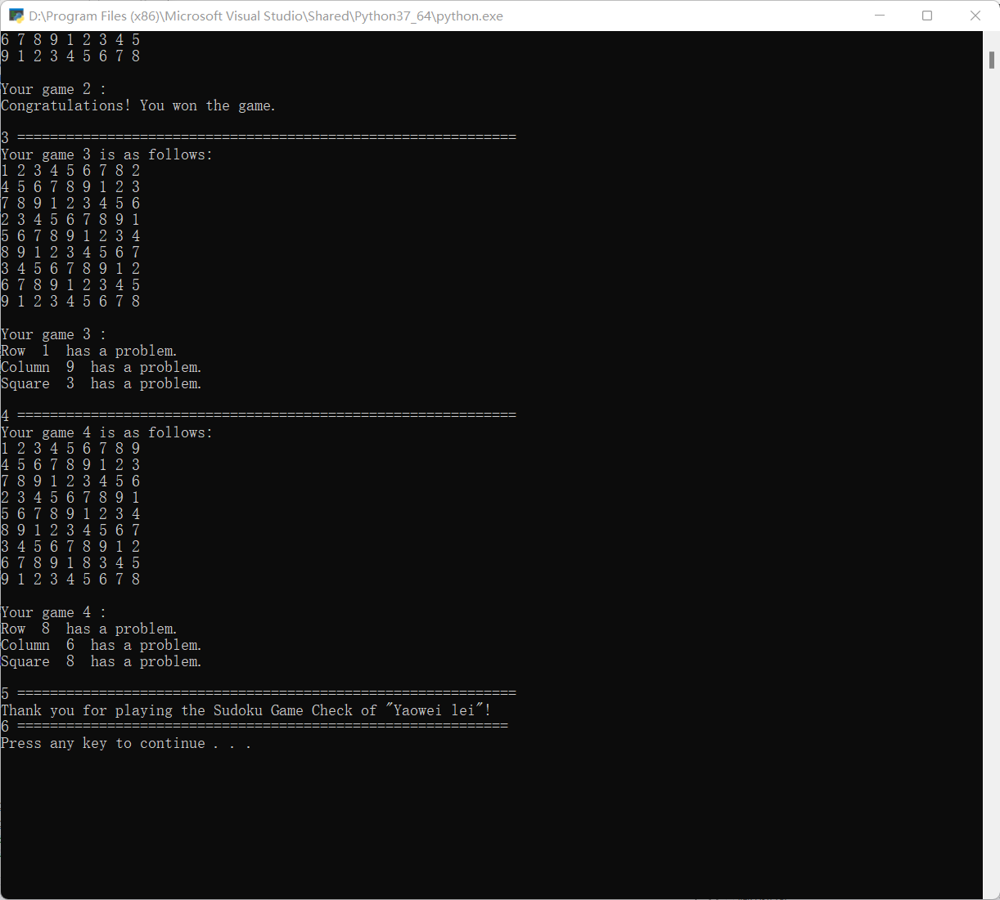 D:\Program Files (x86)\Microsoft Visual Studio\Shared\Python37_64\python.exe
6 7 8 9 1 2 3 4 5
9 1 2 3 4 5 6 7 8
Your game 2 :
Congratulations! You won the game.
3 =============================================================
Your game 3 is as follows:
1 2 3 4 5 6 7 8 2
4 5 6 7 8 9 1 2 3
7 8 9 1 2 3 4 5 6
2 3 4 5 6 7 8 9 1
5 6 7 8 9 1 2 3 4
8 9 1 2 3 4 5 6 7
3 4 5 6 7 8 9 1 2
6 7 8 9 1 2 3 4 5
9 1 2 3 4 5 6 7 8
Your game 3 :
Row  1  has a problem.
Column  9  has a problem.
Square  3  has a problem.
4 =============================================================
Your game 4 is as follows:
1 2 3 4 5 6 7 8 9
4 5 6 7 8 9 1 2 3
7 8 9 1 2 3 4 5 6
2 3 4 5 6 7 8 9 1
5 6 7 8 9 1 2 3 4
8 9 1 2 3 4 5 6 7
3 4 5 6 7 8 9 1 2
6 7 8 9 1 8 3 4 5
9 1 2 3 4 5 6 7 8
Your game 4 :
Row  8  has a problem.
Column  6  has a problem.
Square  8  has a problem.
5 =============================================================
Thank you for playing the Sudoku Game Check of "Yaowei lei"!
6 ============================================================
Press any key to continue . . .